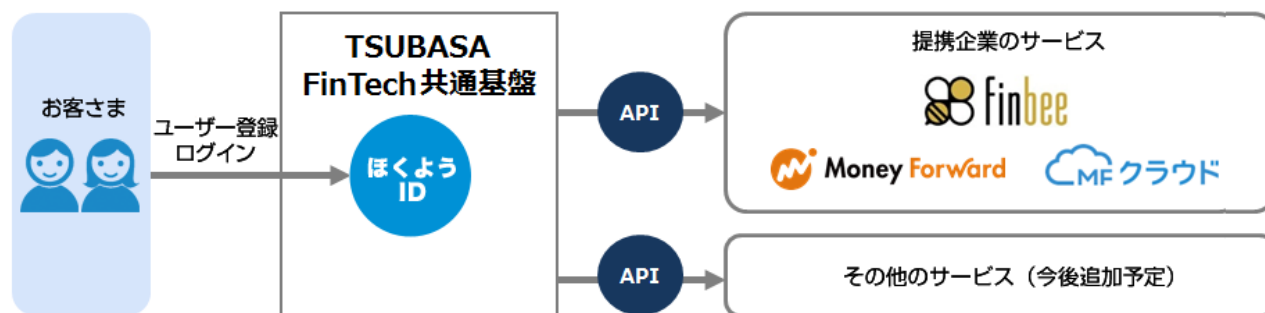 お客さま
ユーザー登録
ログイン
TSUBASA
FinTech共通基盤
ほくよう
ID
API
提携企業のサービス
finbee
Money Forward
MFクラウド
API
その他のサービス（今後追加予定）